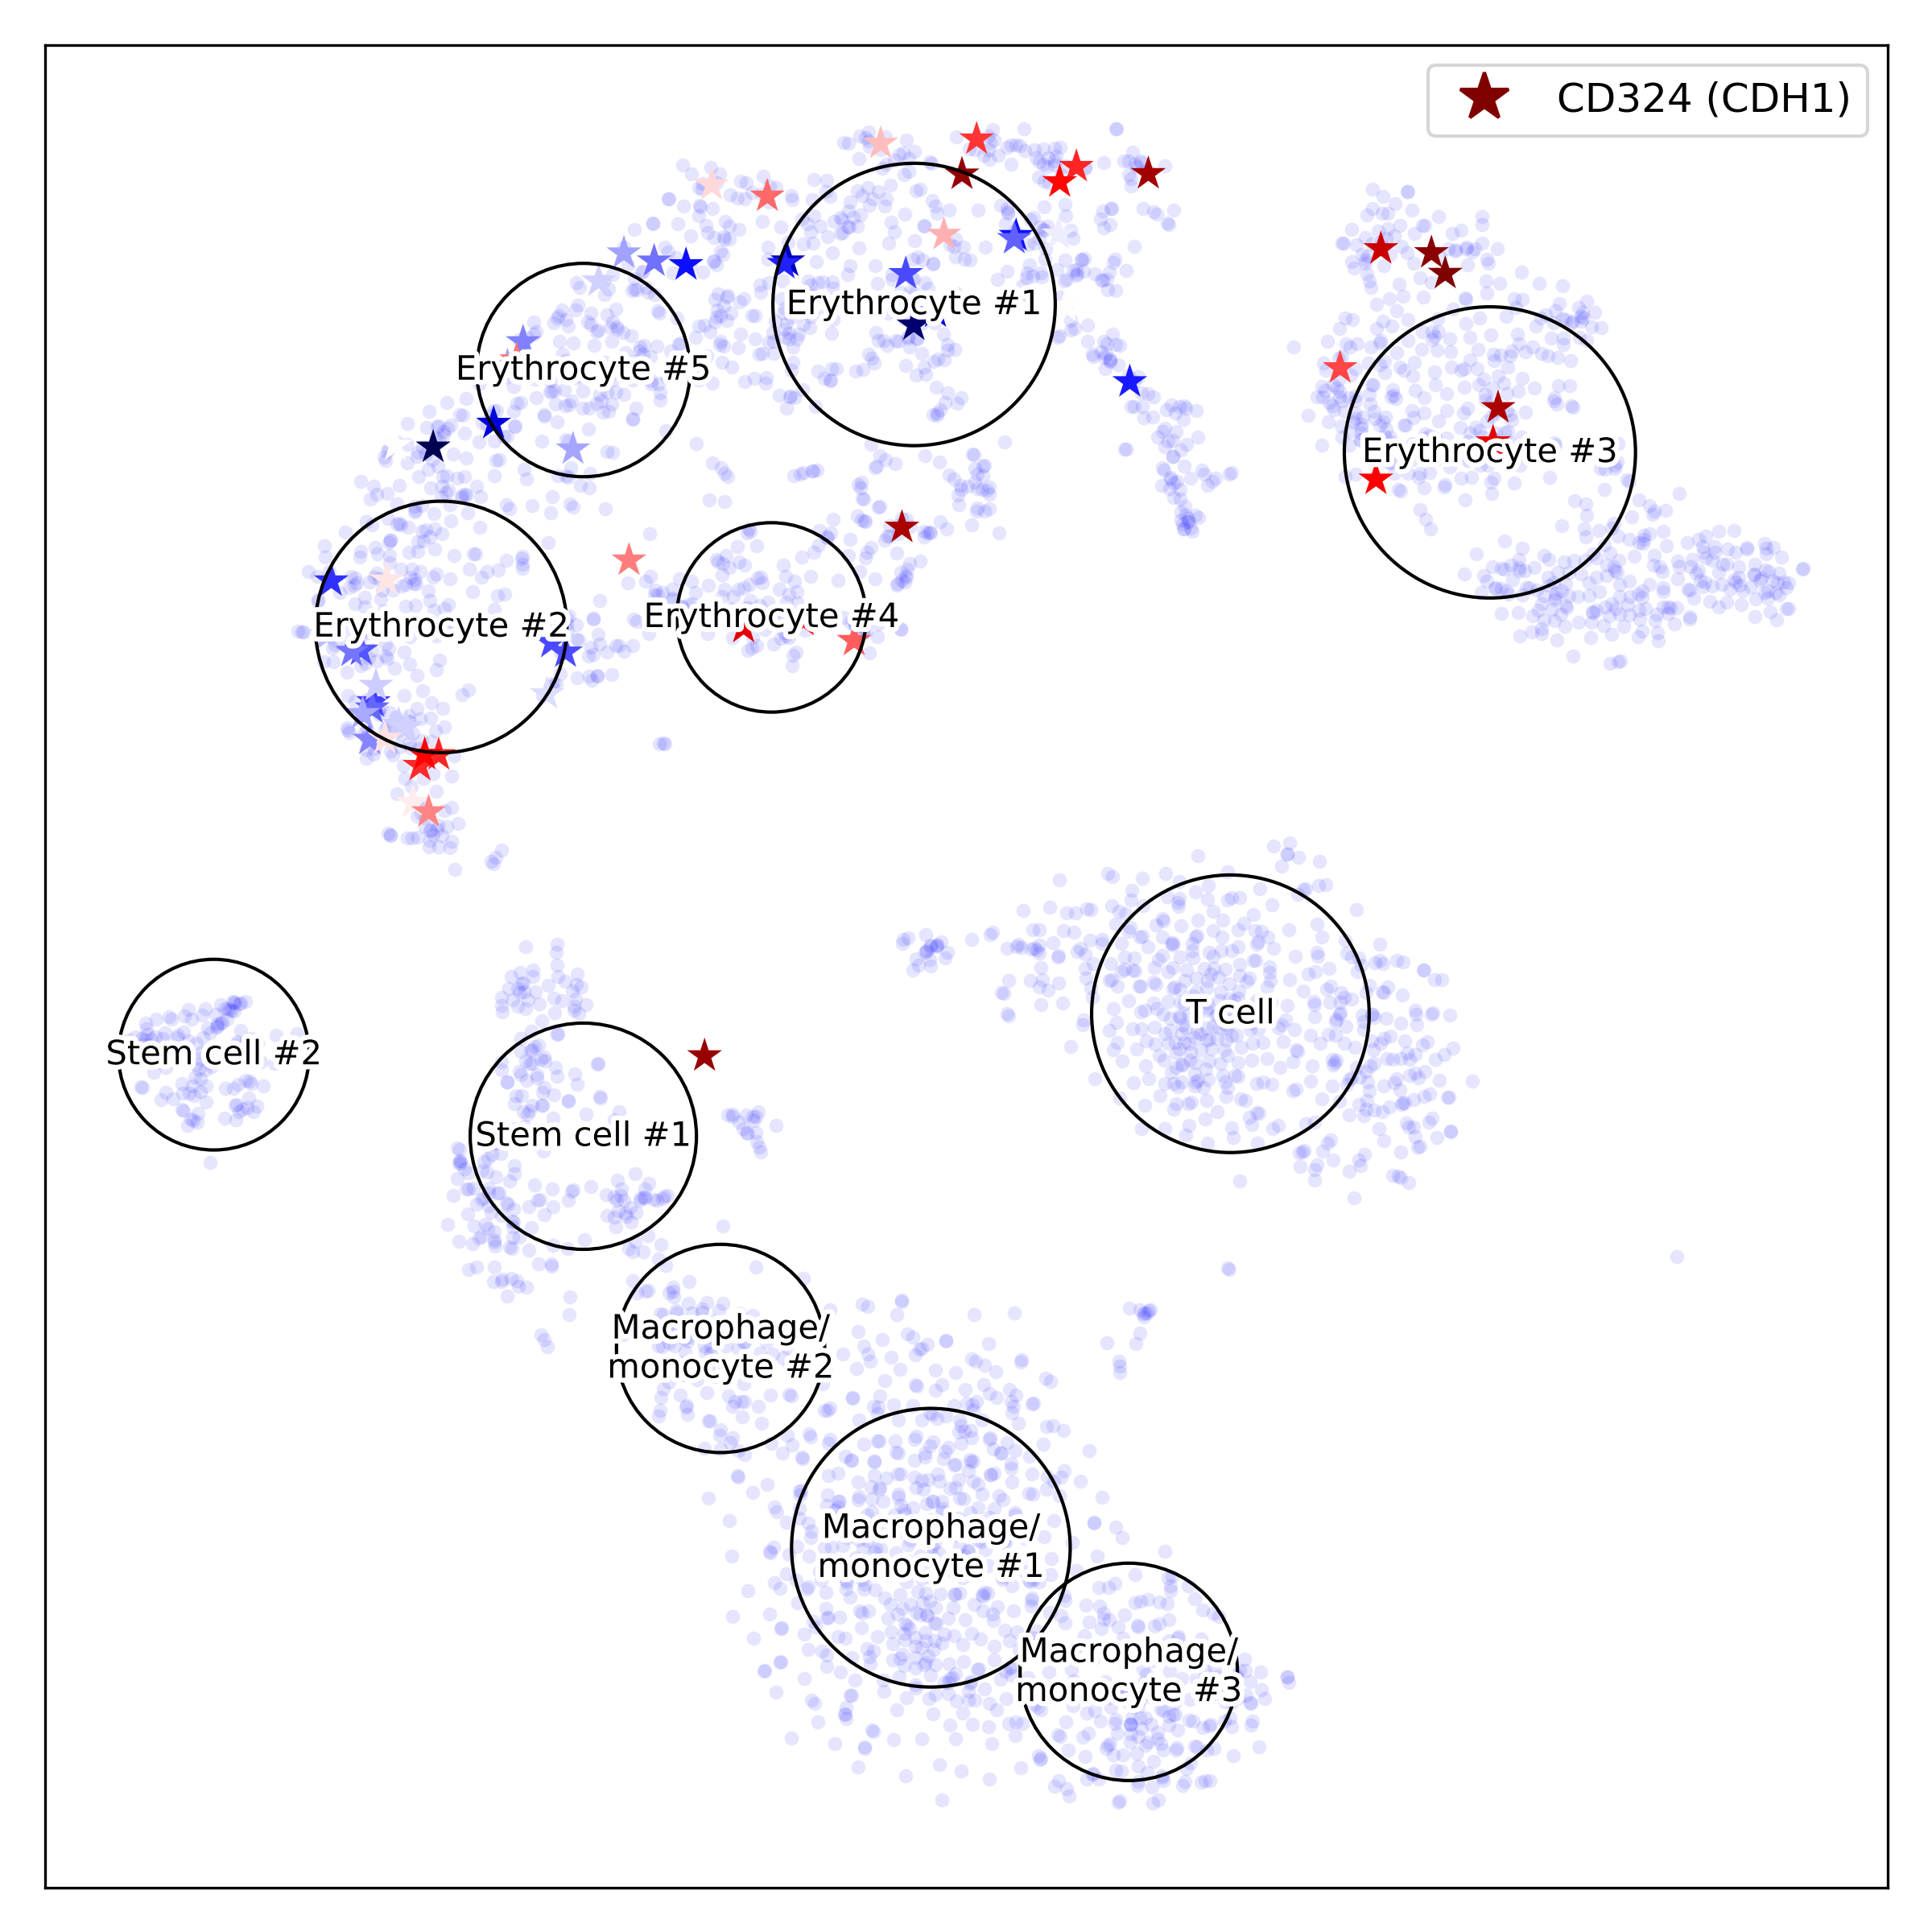 CD324 (CDH1)
Erythrocyte #1
Erythrocyte #5
Erythrocyte #3
Erythrocyte #4
Erythrocyte #2
T cell
Stem cell #2
Stem cell #1
Macrophage/
monocyte #2
Macrophage/
monocyte #1
Macrophage/
monocyte #3